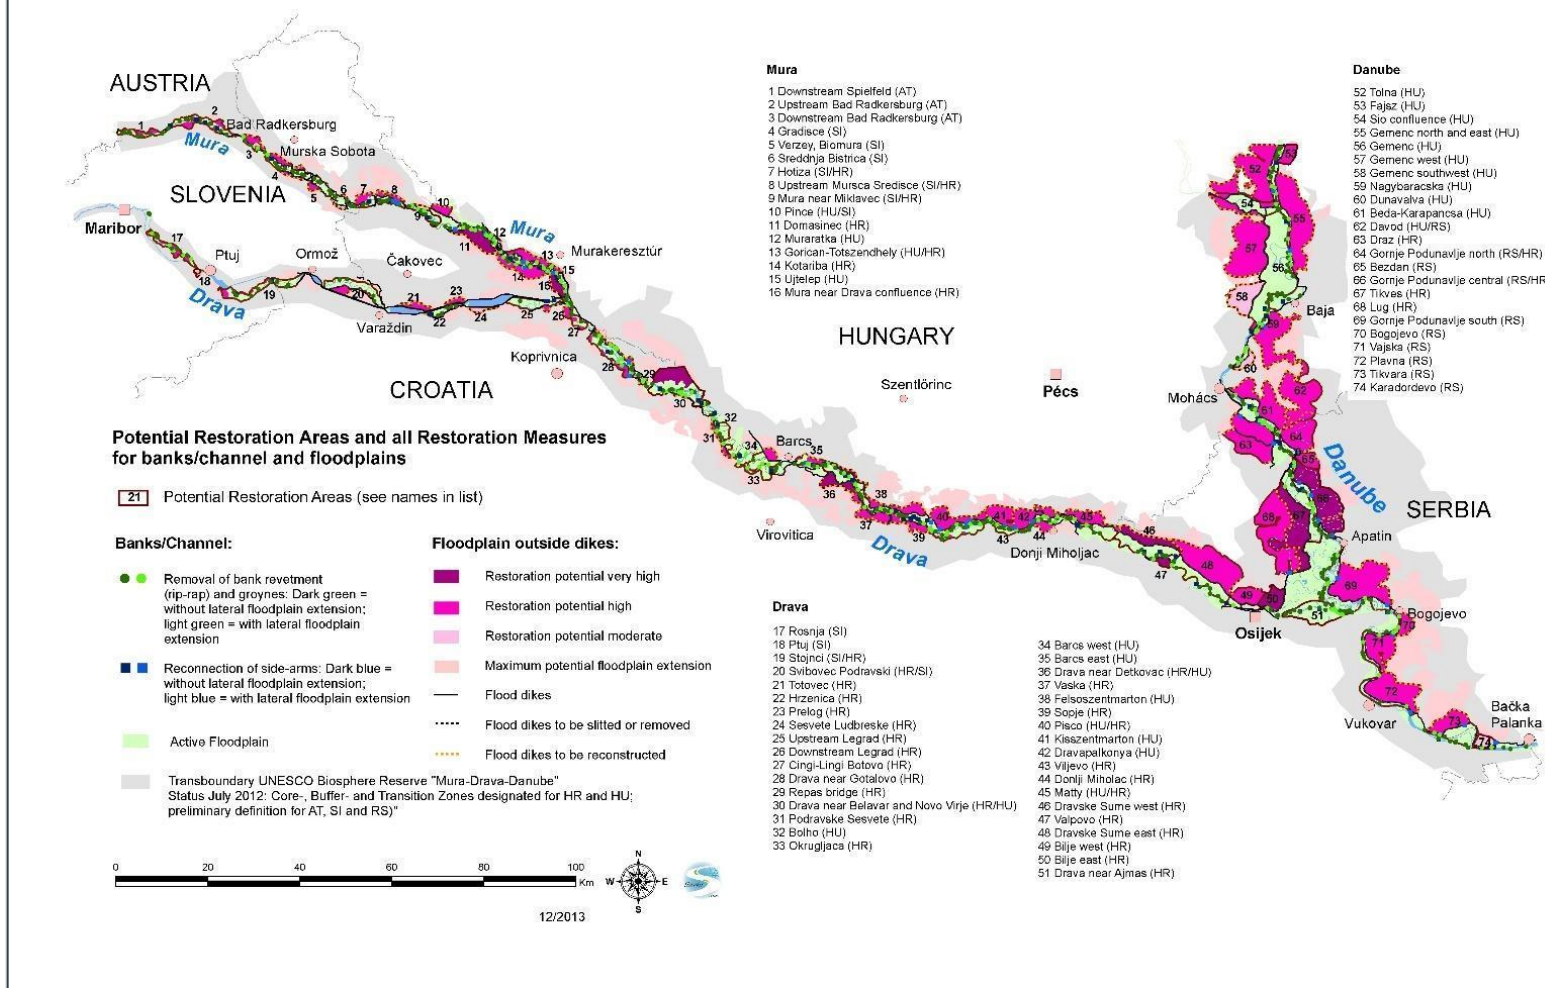 AUSTRIA
SLOVENIA
CROATIA
HUNGARY
SERBIA
Mura
Mura
Drava
Drava
Danube
Bad Radkersburg
Murska Sobota
Maribor
Ptuj
Ormož
Čakovec
Varaždin
Murakeresztúr
Koprivnica
Barcs
Virovitica
Szentlőrinc
Pécs
Donji Miholjac
Osijek
Mohács
Baja
Apatin
Bogojevo
Vukovar
Bačka
Palanka
Mura
1 Downstream Spielfeld (AT)
2 Upstream Bad Radkersburg (AT)
3 Downstream Bad Radkersburg (AT)
4 Gradisce (SI)
5 Verzey, Biomura (SI)
6 Sreddnja Bistrica (SI)
7 Hotiza (SI/HR)
8 Upstream Mursca Sredisce (SI/HR)
9 Mura near Miklavec (SI/HR)
10 Pince (HU/SI)
11 Domasinec (HR)
12 Muraratka (HU)
13 Gorican-Totszendhely (HU/HR)
14 Kotariba (HR)
15 Ujtelep (HU)
16 Mura near Drava confluence (HR)
Danube
52 Tolna (HU)
53 Fajsz (HU)
54 Sio confluence (HU)
55 Gemenc north and east (HU)
56 Gemenc (HU)
57 Gemenc west (HU)
58 Gemenc southwest (HU)
59 Nagybaracska (HU)
60 Dunavalva (HU)
61 Beda-Karapancsa (HU)
62 Davod (HU/RS)
63 Draz (HR)
64 Gornje Podunavlje north (RS/HR)
65 Bezdan (RS)
66 Gornje Podunavlje central (RS/HR
67 Tikves (HR)
68 Lug (HR)
69 Gornje Podunavlje south (RS)
70 Bogojevo (RS)
71 Vajska (RS)
72 Plavna (RS)
73 Tikvara (RS)
74 Karadordevo (RS)
Potential Restoration Areas and all Restoration Measures
for banks/channel and floodplains
21 Potential Restoration Areas (see names in list)
Banks/Channel:
Removal of bank revetment
(rip-rap) and groynes: Dark green =
without lateral floodplain extension;
light green = with lateral floodplain
extension
Reconnection of side-arms: Dark blue =
without lateral floodplain extension;
light blue = with lateral floodplain extension
Active Floodplain
Transboundary UNESCO Biosphere Reserve "Mura-Drava-Danube"
Status July 2012: Core-, Buffer- and Transition Zones designated for HR and HU;
preliminary definition for AT, SI and RS)"
Floodplain outside dikes:
Restoration potential very high
Restoration potential high
Restoration potential moderate
Maximum potential floodplain extension
Flood dikes
Flood dikes to be slitted or removed
Flood dikes to be reconstructed
Drava
17 Rosnja (SI)
18 Ptuj (SI)
19 Stojnci (SI/HR)
20 Svibovec Podravski (HR/SI)
21 Totovec (HR)
22 Hrzenica (HR)
23 Prelog (HR)
24 Sesvete Ludbreske (HR)
25 Upstream Legrad (HR)
26 Downstream Legrad (HR)
27 Cingi-Lingi Botovo (HR)
28 Drava near Gotalovo (HR)
29 Repas bridge (HR)
30 Drava near Belavar and Novo Virje (HR/HU)
31 Podravske Sesvete (HR)
32 Bolho (HU)
33 Okrugljaca (HR)
34 Barcs west (HU)
35 Barcs east (HU)
36 Drava near Detkovac (HR/HU)
37 Vaska (HR)
38 Felsoszentmarton (HU)
39 Sopje (HR)
40 Pisco (HU/HR)
41 Kisszentmarton (HU)
42 Dravapalkonya (HU)
43 Viljevo (HR)
44 Donlji Miholac (HR)
45 Matty (HU/HR)
46 Dravske Sume west (HR)
47 Valpovo (HR)
48 Dravske Sume east (HR)
49 Bilje west (HR)
50 Bilje east (HR)
51 Drava near Ajmas (HR)
0 20 40 60 80 100
Km
N
W E
S
12/2013